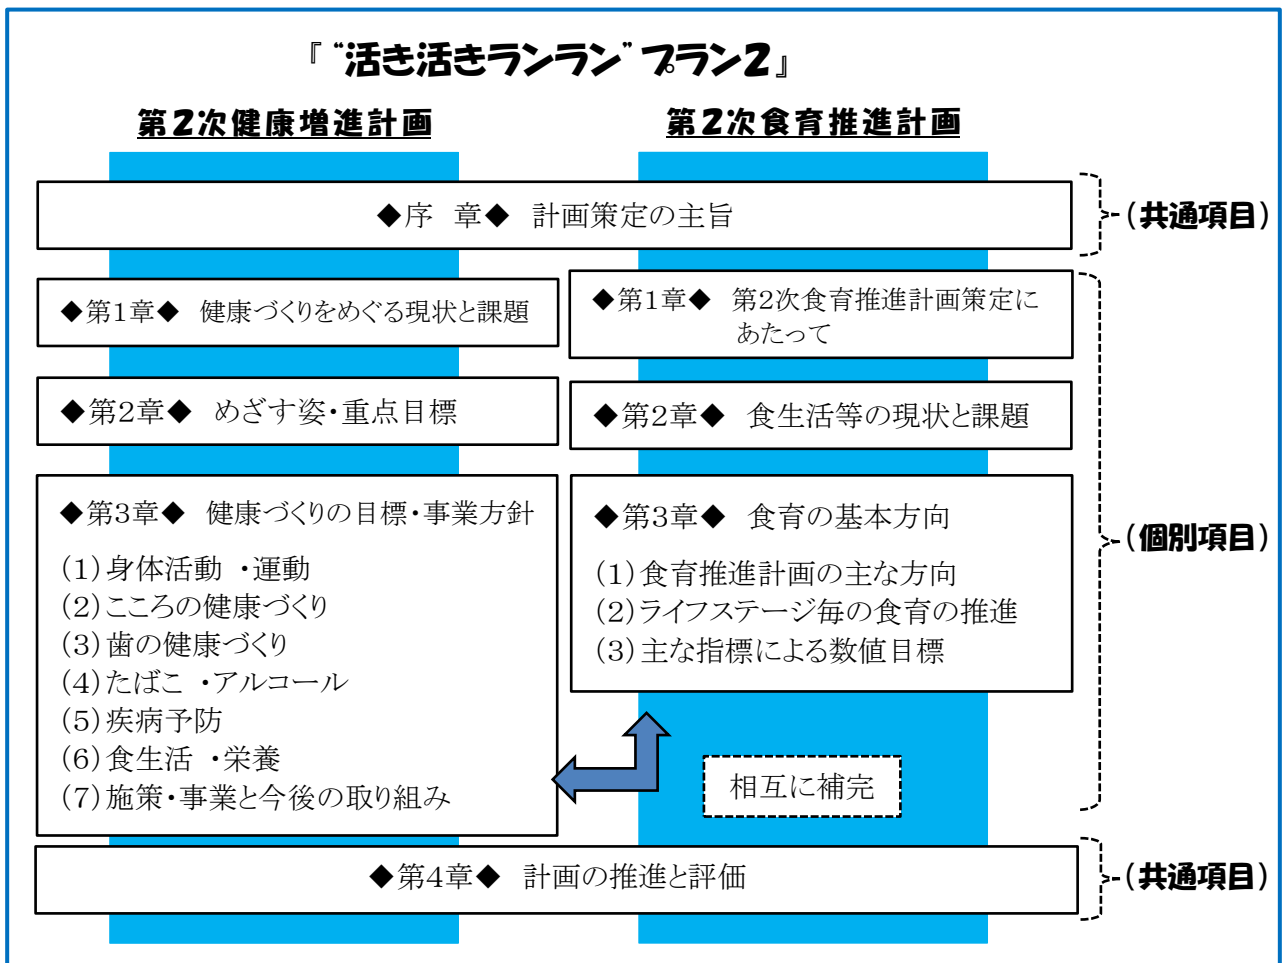 『 “活き活きランラン” プラン2』
第2次健康増進計画
第2次食育推進計画
◆序　章◆　計画策定の主旨
(共通項目)
◆第1章◆　健康づくりをめぐる現状と課題
◆第2章◆　めざす姿・重点目標
◆第3章◆　健康づくりの目標・事業方針
(1)身体活動 ・運動
(2)こころの健康づくり
(3)歯の健康づくり
(4)たばこ ・アルコール
(5)疾病予防
(6)食生活 ・栄養
(7)施策・事業と今後の取り組み
◆第1章◆　第2次食育推進計画策定に
あたって
◆第2章◆　食生活等の現状と課題
◆第3章◆　食育の基本方向
(1)食育推進計画の主な方向
(2)ライフステージ毎の食育の推進
(3)主な指標による数値目標
相互に補完
(個別項目)
◆第4章◆　計画の推進と評価
(共通項目)